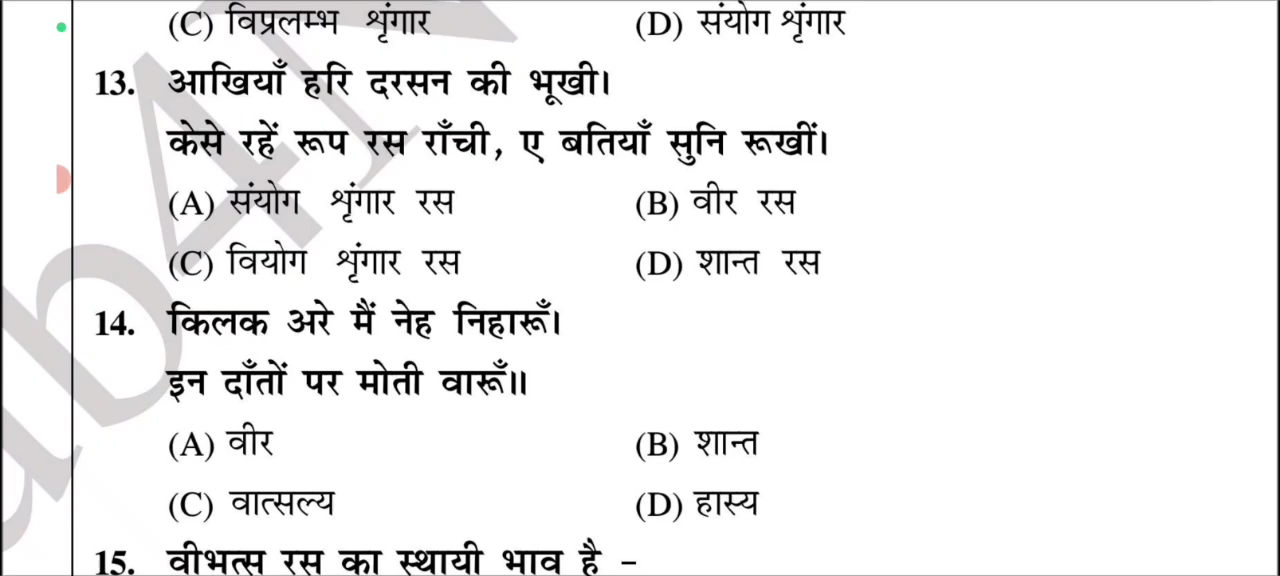 (C) विप्रलम्भ शृंगार (D) संयोग शृंगार
13. आखियाँ हरि दरसन की भूखी।
केसे रहें रूप रस राँची, ए बतियाँ सुनि रूखीं।
(A) संयोग शृंगार रस (B) वीर रस
(C) वियोग शृंगार रस (D) शान्त रस
14. किलक अरे मैं नेह निहारूँ।
इन दाँतों पर मोती वारूँ॥
(A) वीर (B) शान्त
(C) वात्सल्य (D) हास्य
15. वीभत्स रस का स्थायी भाव है -